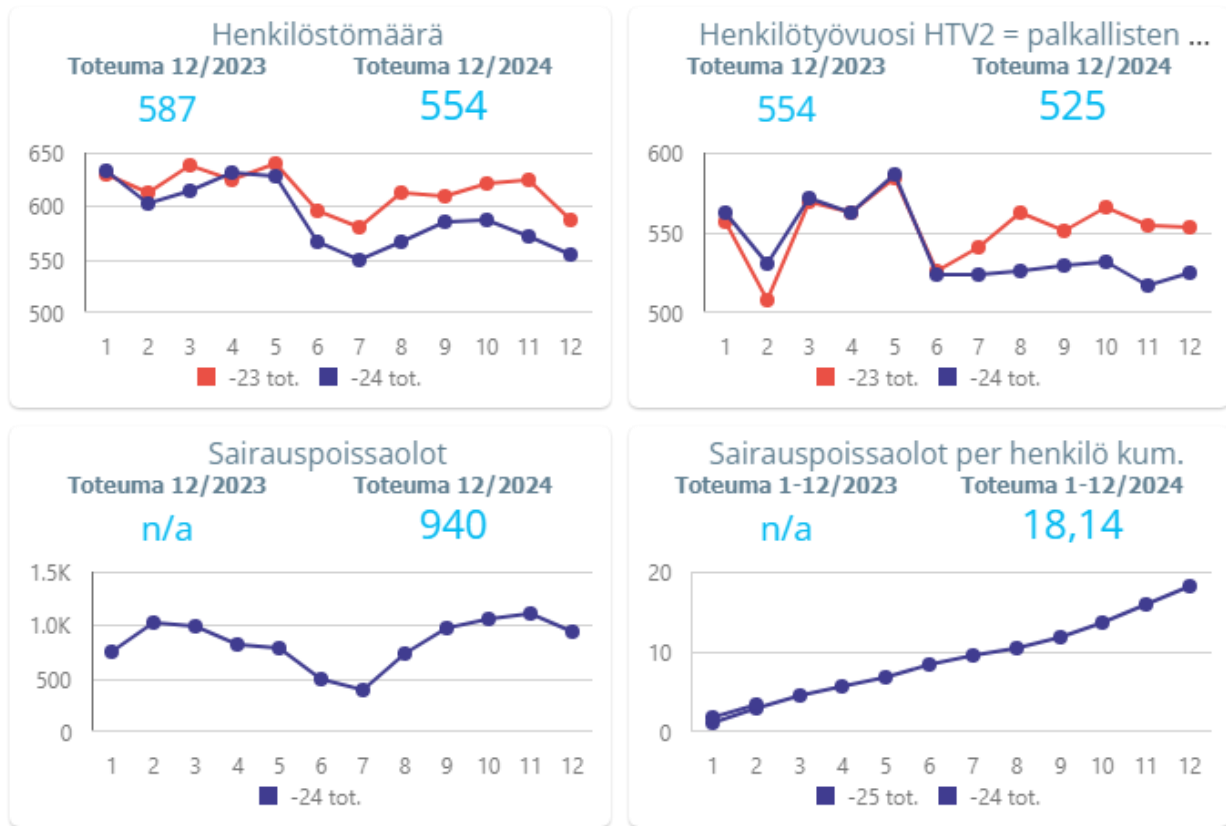 Henkilöstömäärä
Toteuma 12/2023 Toteuma 12/2024
587 554
650
600
550
500
1 2 3 4 5 6 7 8 9 10 11 12
-23 tot. -24 tot.
Henkilötyövuosi HTV2 = palkallisten ...
Toteuma 12/2023 Toteuma 12/2024
554 525
600
550
500
1 2 3 4 5 6 7 8 9 10 11 12
-23 tot. -24 tot.
Sairauspoissaolot
Toteuma 12/2023 Toteuma 12/2024
n/a 940
1.5K
1.0K
500
0
1 2 3 4 5 6 7 8 9 10 11 12
-24 tot.
Sairauspoissaolot per henkilö kum.
Toteuma 1-12/2023 Toteuma 1-12/2024
n/a 18,14
20
10
0
1 2 3 4 5 6 7 8 9 10 11 12
-25 tot. -24 tot.